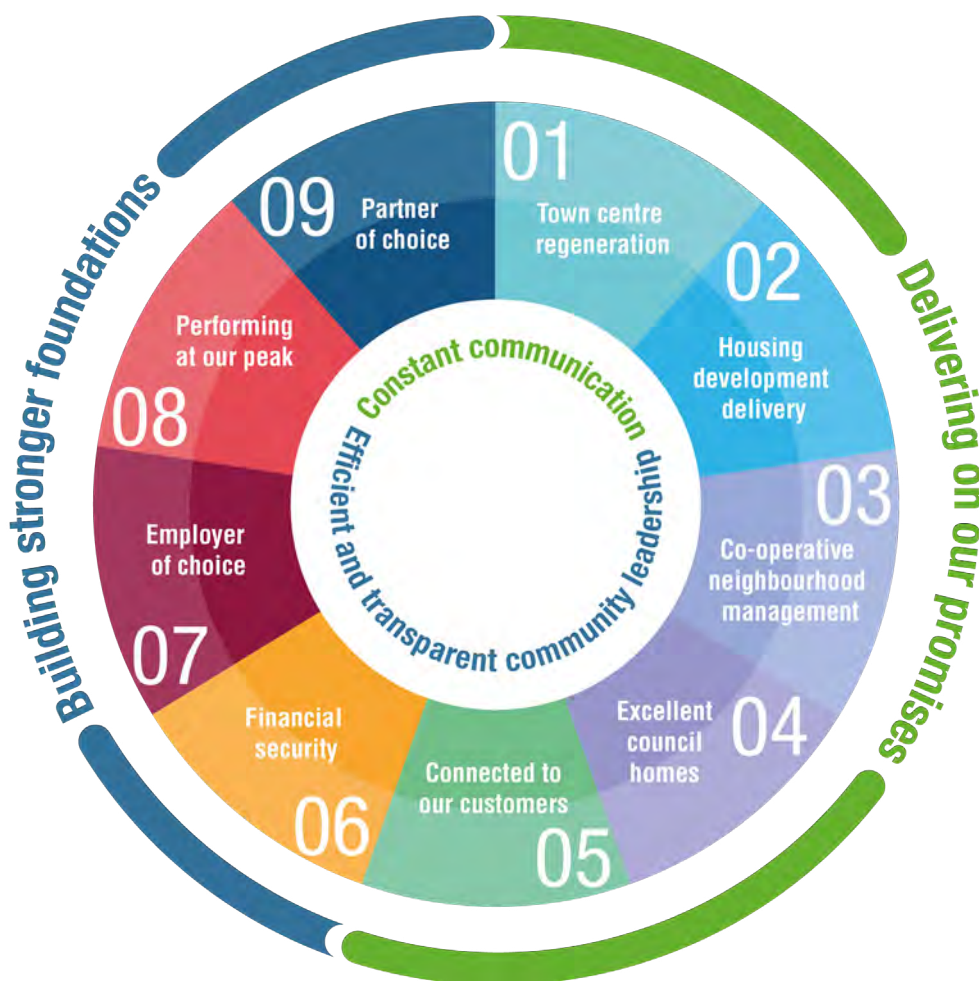 01
Town centre
regeneration
02
Housing
development
delivery
03
Co-operative
neighbourhood
management
04
Excellent
council
homes
05
Connected to
our customers
06
Financial
security
07
Employer
of choice
08
Performing
at our peak
09
Partner
of choice
Constant communication
Efficient and transparent community leadership
Delivering on our promises
Building stronger foundations